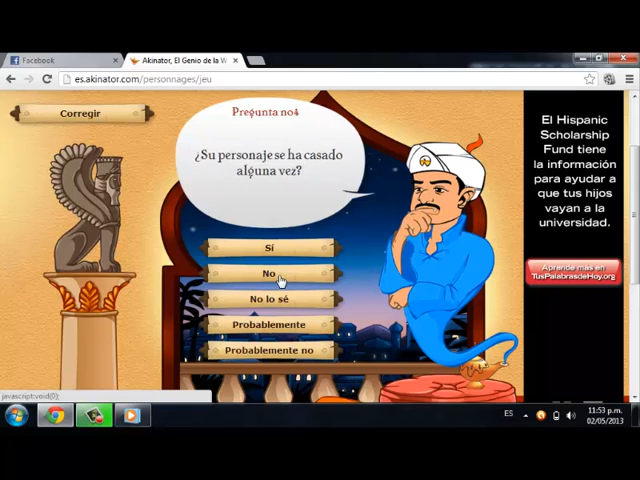 Facebook
Akinator, El Genio de la W
es.akinator.com/personnages/jeu
Corregir
Pregunta no4
¿Su personaje se ha casado
alguna vez?
Sí
No
No lo sé
Probablemente
Probablemente no
El Hispanic
Scholarship
Fund tiene
la información
para ayudar a
que tus hijos
vayan a la
universidad.
Aprende más en
TusPalabrasdeHoy.org
javascript:void(0);
ES
11:53 p.m.
02/05/2013